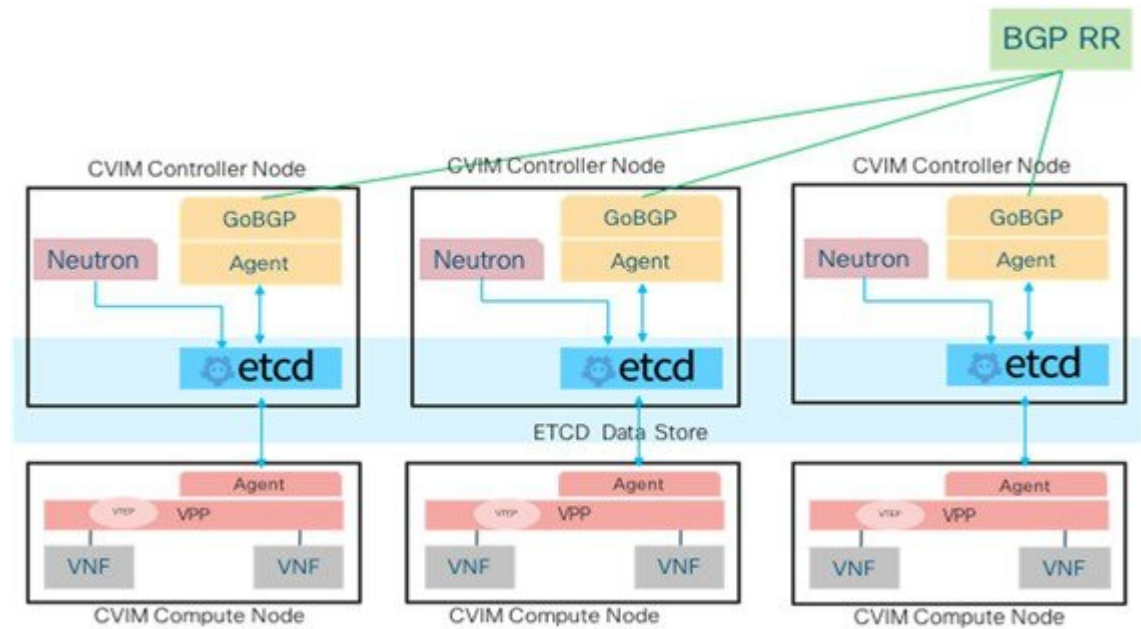 BGP RR
CVIM Controller Node
CVIM Controller Node
CVIM Controller Node
GoBGP
GoBGP
GoBGP
Neutron
Agent
Neutron
Agent
Neutron
Agent
etcd
etcd
etcd
ETCD Data Store
Agent
Agent
Agent
VTEP
VPP
VTEP
VPP
VTEP
VPP
VNF
VNF
VNF
VNF
VNF
VNF
CVIM Compute Node
CVIM Compute Node
CVIM Compute Node